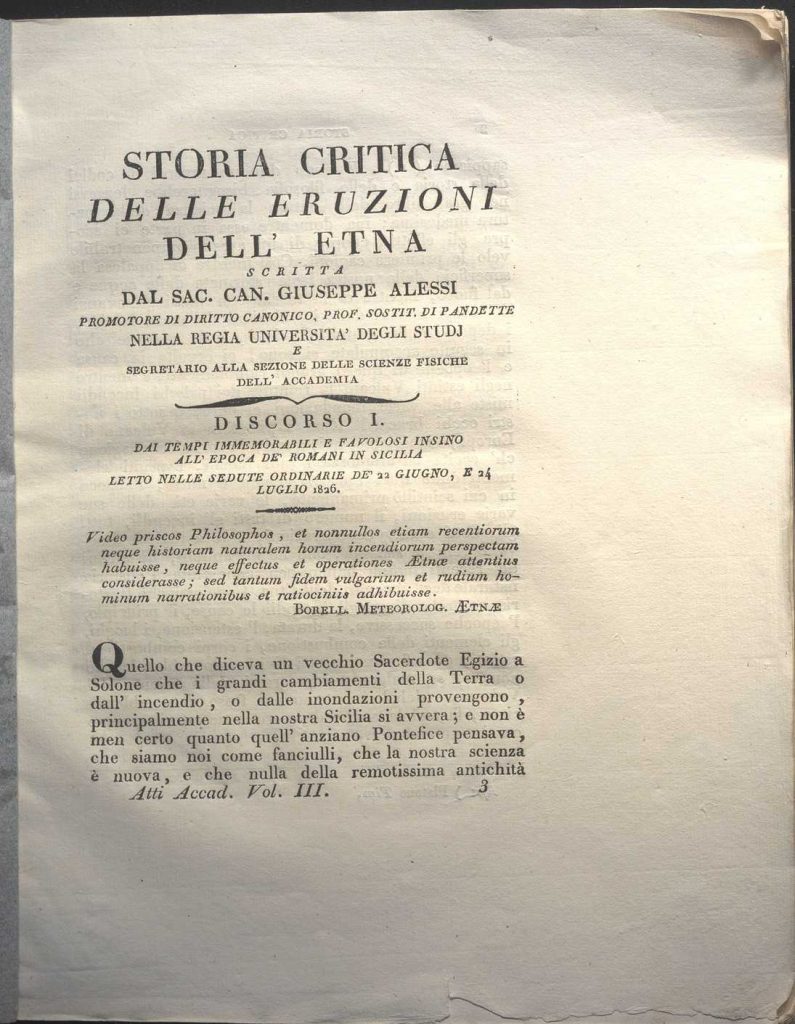 STORIA CRITICA
DELLE ERUZIONI
DELL' ETNA
SCRITTA
DAL SAC. CAN. GIUSEPPE ALESSI
PROMOTORE DI DIRITTO CANONICO, PROF. SOSTIT. DI PANDETTE
NELLA REGIA UNIVERSITA' DEGLI STUDJ
E
SEGRETARIO ALLA SEZIONE DELLE SCIENZE FISICHE
DELL' ACCADEMIA
DISCORSO I.
DAI TEMPI IMMEMORABILI E FAVOLOSI INSINO
ALL' EPOCA DE' ROMANI IN SICILIA
LETTO NELLE SEDUTE ORDINARIE DE' 22 GIUGNO, E 24
LUGLIO 1826.
Video priscos Philosophos, et nonnullos etiam recentiorum
neque historiam naturalem horum incendiorum perspectam
habuisse, neque effectus et operationes Ætnæ attentius
considerasse; sed tantum fidem vulgarium et rudium ho-
minum narrationibus et ratiociniis adhibuisse.
BORELL. METEOROLOG. ÆTNÆ
Quello che diceva un vecchio Sacerdote Egizio a
Solone che i grandi cambiamenti della Terra o
dall' incendio, o dalle inondazioni provengono,
principalmente nella nostra Sicilia si avvera; e non è
men certo quanto quell' anziano Pontefice pensava,
che siamo noi come fanciulli, che la nostra scienza
è nuova, e che nulla della remotissima antichità
Atti Accad. Vol. III. 3